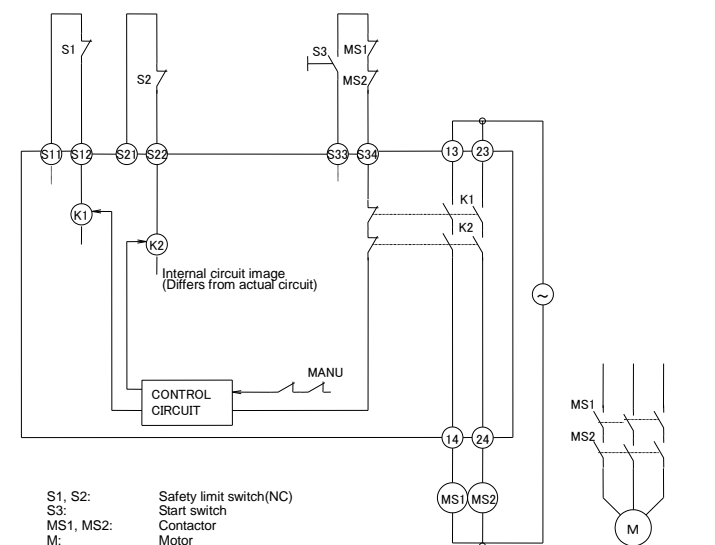 S1
S2
S3
MS1
MS2
S11
S12
S21
S22
S33
S34
13
23
K1
K2
K1
K2
Internal circuit image
(Differs from actual circuit)
~
MANU
CONTROL
CIRCUIT
14
24
MS1
MS2
MS1
MS2
M
S1, S2: Safety limit switch(NC)
S3: Start switch
MS1, MS2: Contactor
M: Motor